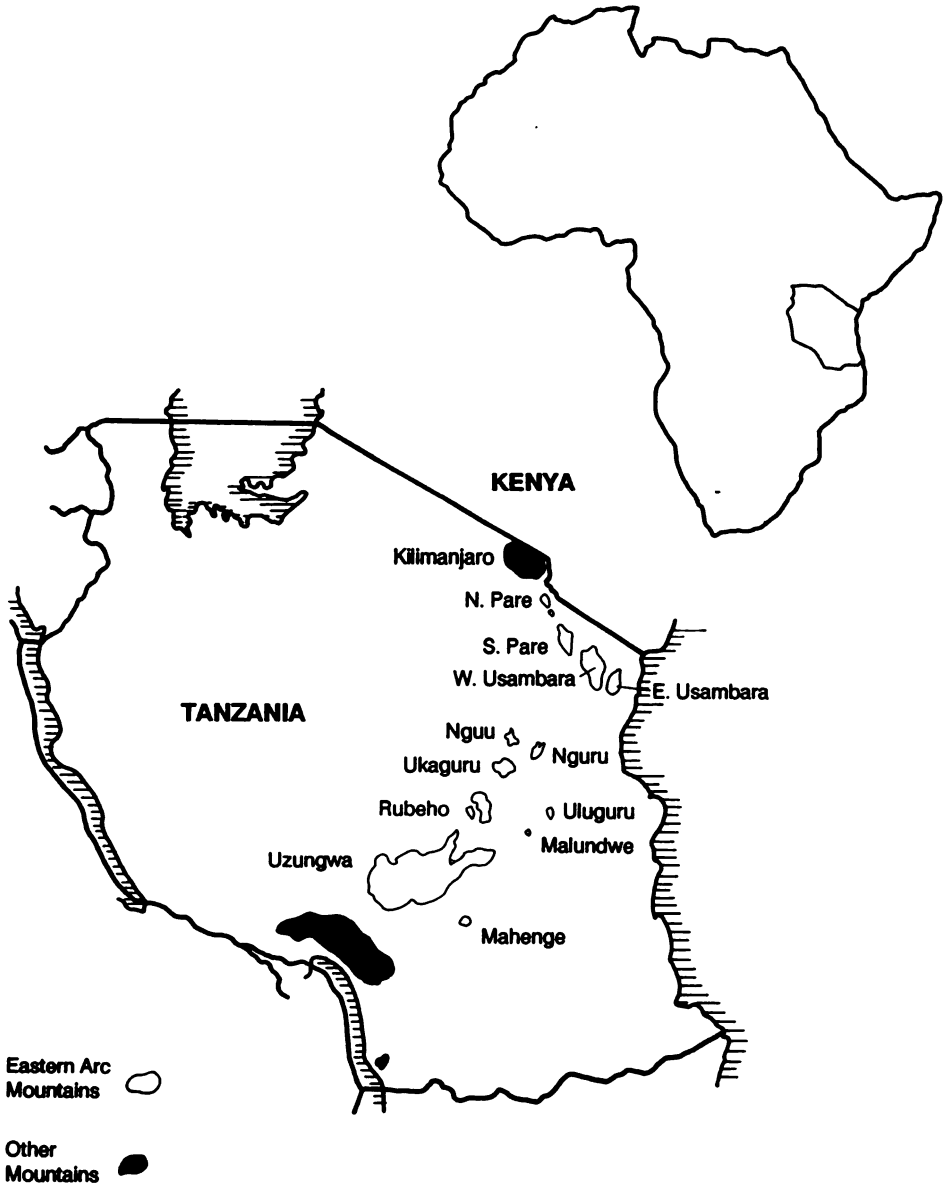 KENYA
Kilimanjaro
N. Pare
S. Pare
W. Usambara
E. Usambara
TANZANIA
Nguu
Nguru
Ukaguru
Rubeho
Uluguru
Malundwe
Uzungwa
Mahenge
Eastern Arc
Mountains
Other
Mountains